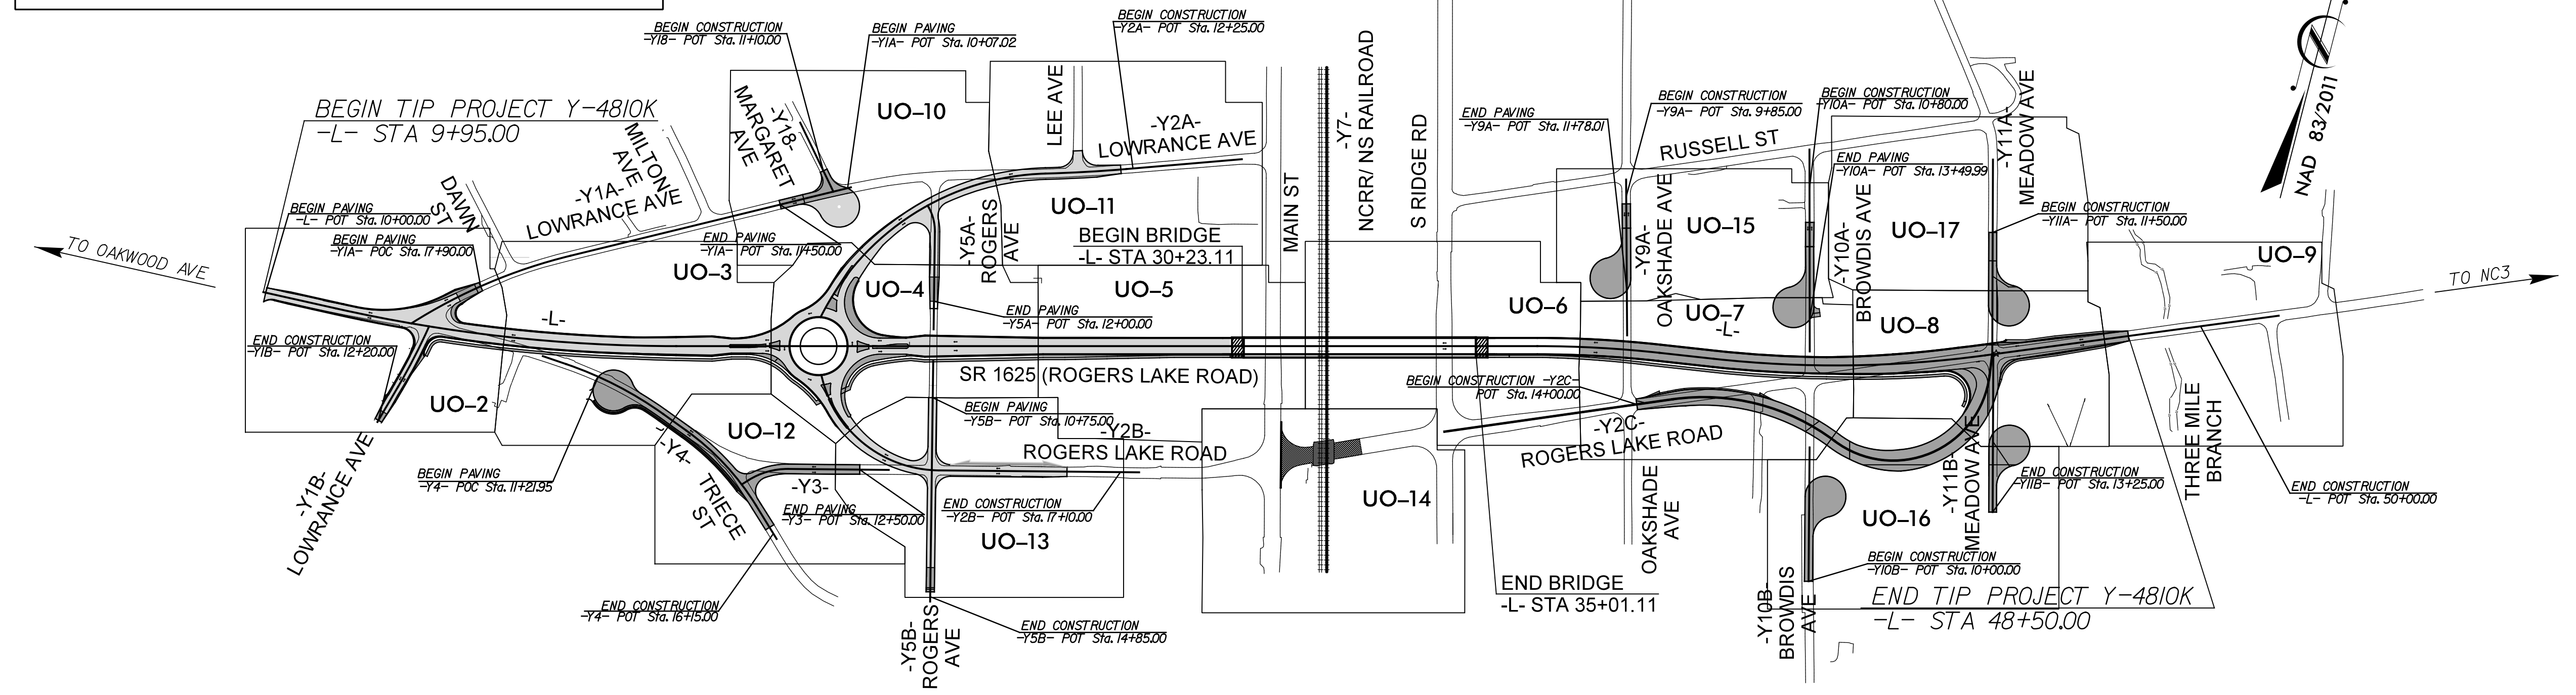 BEGIN CONSTRUCTION
-Y18- POT Sta. 11+10.00
BEGIN PAVING
-Y1A- POT Sta. 10+07.02
BEGIN CONSTRUCTION
-Y2A- POT Sta. 12+25.00
BEGIN TIP PROJECT Y-4810K
-L- STA 9+95.00
BEGIN PAVING
-L- POT Sta. 10+00.00
BEGIN PAVING
-Y1A- POC Sta. 17+90.00
TO OAKWOOD AVE
DAWN
ST
MILTONE
AVE
-Y1A-
LOWRANCE AVE
-Y18-
MARGARET
AVE
UO-10
LEE AVE
-Y2A-
LOWRANCE AVE
UO-11
-Y5A-
ROGERS
AVE
END PAVING
-Y1A- POT Sta. 11+50.00
UO-3
UO-4
UO-5
BEGIN BRIDGE
-L- STA 30+23.11
MAIN ST
-Y7-
NCRR/ NS RAILROAD
S RIDGE RD
END PAVING
-Y9A- POT Sta. 11+78.01
BEGIN CONSTRUCTION
-Y9A- POT Sta. 9+85.00
BEGIN CONSTRUCTION
-Y10A- POT Sta. 10+80.00
RUSSELL ST
END PAVING
-Y10A- POT Sta. 13+49.99
-Y11A-
MEADOW AVE
NAD 83/2011
BEGIN CONSTRUCTION
-Y11A- POT Sta. 11+50.00
UO-15
UO-17
UO-9
TO NC3
-Y9A-
OAKSHADE AVE
-Y10A-
BROWDIS AVE
UO-6
UO-7
-L-
UO-8
END PAVING
-Y5A- POT Sta. 12+00.00
-L-
END CONSTRUCTION
-Y1B- POT Sta. 12+20.00
SR 1625 (ROGERS LAKE ROAD)
BEGIN CONSTRUCTION -Y2C-
POT Sta. 14+00.00
UO-2
BEGIN PAVING
-Y5B- POT Sta. 10+75.00
-Y2B-
ROGERS LAKE ROAD
UO-12
-Y2C-
ROGERS LAKE ROAD
-Y1B-
LOWRANCE AVE
BEGIN PAVING
-Y4- POC Sta. 11+21.95
-Y4-
TRIECE
ST
-Y3-
END PAVING
-Y3- POT Sta. 12+50.00
END CONSTRUCTION
-Y2B- POT Sta. 17+10.00
UO-13
UO-14
OAKSHADE
AVE
UO-16
-Y11B-
MEADOW AVE
END CONSTRUCTION
-Y11B- POT Sta. 13+25.00
THREE MILE
BRANCH
END CONSTRUCTION
-L- POT Sta. 50+00.00
BEGIN CONSTRUCTION
-Y10B- POT Sta. 10+00.00
END BRIDGE
-L- STA 35+01.11
END TIP PROJECT Y-4810K
-L- STA 48+50.00
-Y10B-
BROWDIS
AVE
END CONSTRUCTION
-Y4- POT Sta. 16+15.00
-Y5B-
ROGERS
AVE
END CONSTRUCTION
-Y5B- POT Sta. 14+85.00